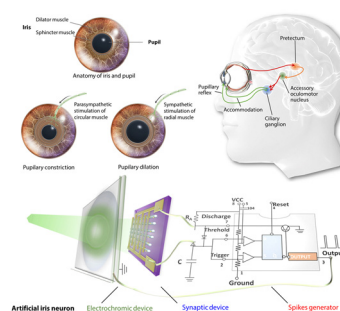 Iris
Dilator muscle
Sphincter muscle
Pupil
Anatomy of iris and pupil
Parasympathetic
stimulation of
circular muscle
Sympathetic
stimulation of
radial muscle
Pupillary constriction
Pupillary dilation
Pretectum
Pupillary
reflex
Accommodation
Accessory
oculomotor
nucleus
Ciliary
ganglion
VCC
Reset
Discharge
Threhold
Trigger
C
OUTPUT
Output
Ground
Artificial iris neuron
Electrochromic device
Synaptic device
Spikes generator